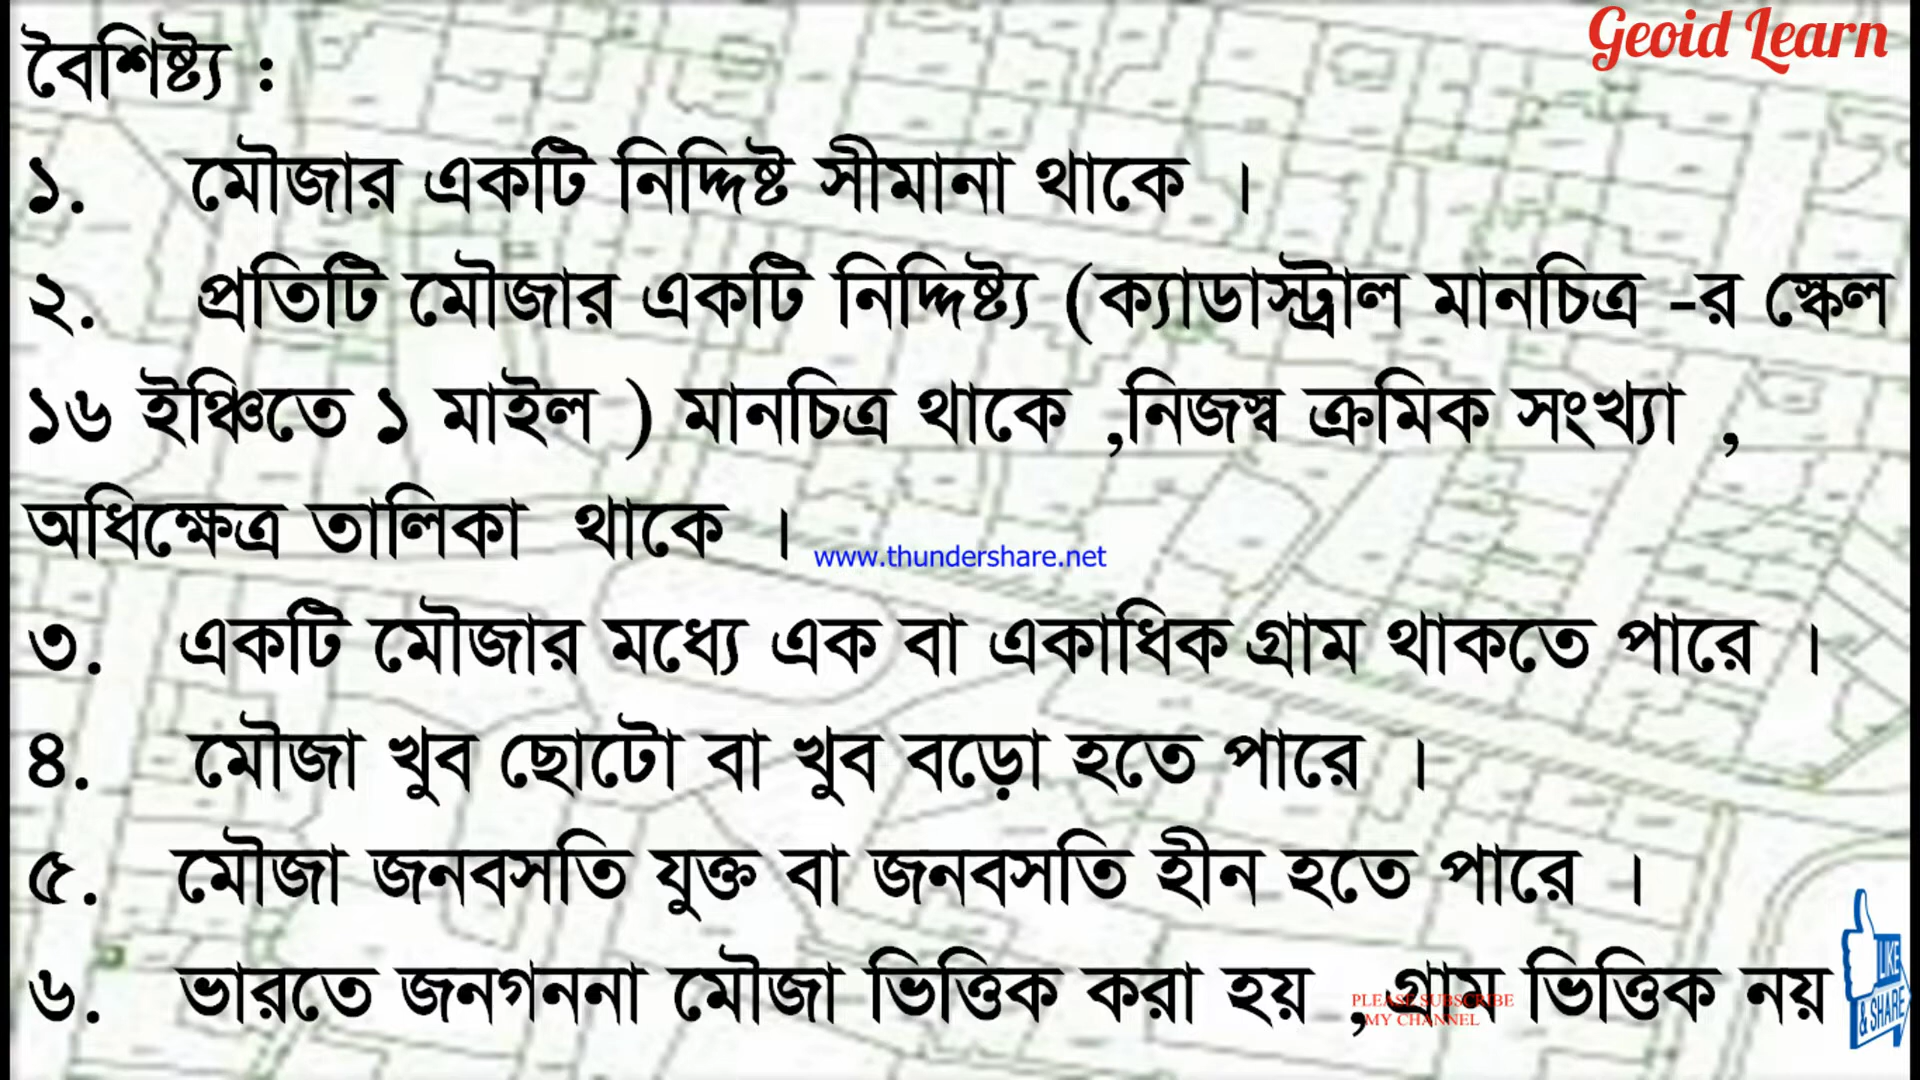 Geoid Learn
বৈশিষ্ট্য :
১. মৌজার একটি নিদ্দিষ্ট সীমানা থাকে ।
২. প্রতিটি মৌজার একটি নিদ্দিষ্ট্য (ক্যাডাস্ট্রাল মানচিত্র -র স্কেল
১৬ ইঞ্চিতে ১ মাইল ) মানচিত্র থাকে ,নিজস্ব ক্রমিক সংখ্যা ,
অধিক্ষেত্র তালিকা থাকে ।
www.thundershare.net
৩. একটি মৌজার মধ্যে এক বা একাধিক গ্রাম থাকতে পারে ।
৪. মৌজা খুব ছোটো বা খুব বড়ো হতে পারে ।
৫. মৌজা জনবসতি যুক্ত বা জনবসতি হীন হতে পারে ।
৬. ভারতে জনগননা মৌজা ভিত্তিক করা হয় ,গ্রাম ভিত্তিক নয়
PLEASE SUBSCRIBE
MY CHANNEL
LIKE
& SHARE